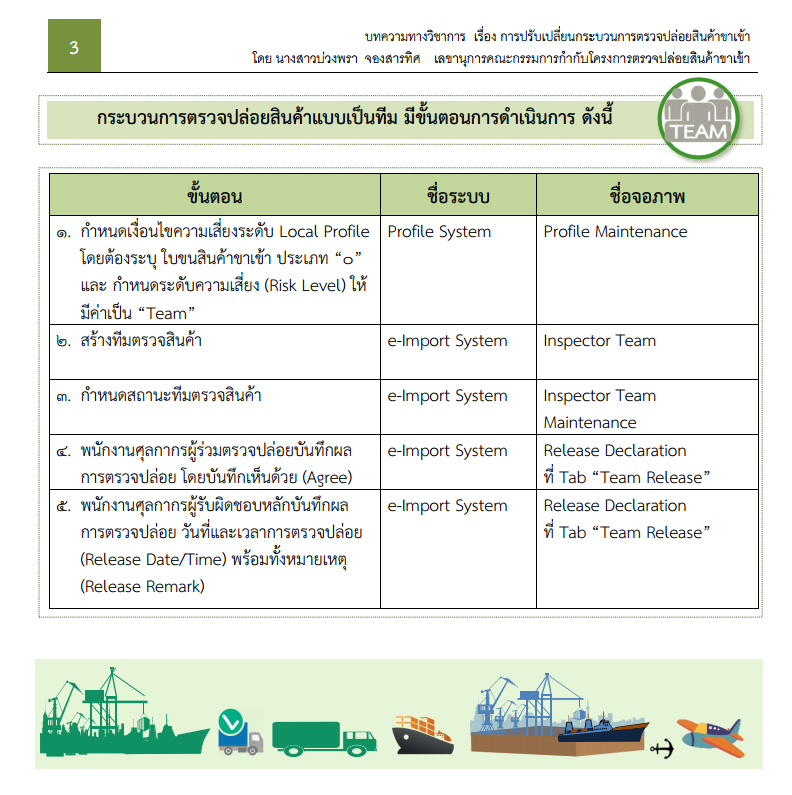 3
บทความทางวิชาการ เรื่อง การปรับเปลี่ยนกระบวนการตรวจปล่อยสินค้าขาเข้า
โดย นางสาวบ่วงพรา จองสารทิศ เลขานุการคณะกรรมการกำกับโครงการตรวจปล่อยสินค้าขาเข้า
กระบวนการตรวจปล่อยสินค้าแบบเป็นทีม มีขั้นตอนการดำเนินการ ดังนี้
TEAM
ขั้นตอน ชื่อระบบ ชื่อจอภาพ
๑. กำหนดเงื่อนไขความเสี่ยงระดับ Local Profile Profile System Profile Maintenance
โดยต้องระบุ ใบขนสินค้าขาเข้า ประเภท “๐”
และ กำหนดระดับความเสี่ยง (Risk Level) ให้
มีค่าเป็น “Team”
๒. สร้างทีมตรวจสินค้า e-Import System Inspector Team
๓. กำหนดสถานะทีมตรวจสินค้า e-Import System Inspector Team
Maintenance
๔. พนักงานศุลกากรผู้ร่วมตรวจปล่อยบันทึกผล e-Import System Release Declaration
การตรวจปล่อย โดยบันทึกเห็นด้วย (Agree) ที่ Tab “Team Release”
๕. พนักงานศุลกากรผู้รับผิดชอบหลักบันทึกผล e-Import System Release Declaration
การตรวจปล่อย วันที่และเวลาการตรวจปล่อย ที่ Tab “Team Release”
(Release Date/Time) พร้อมทั้งหมายเหตุ
(Release Remark)